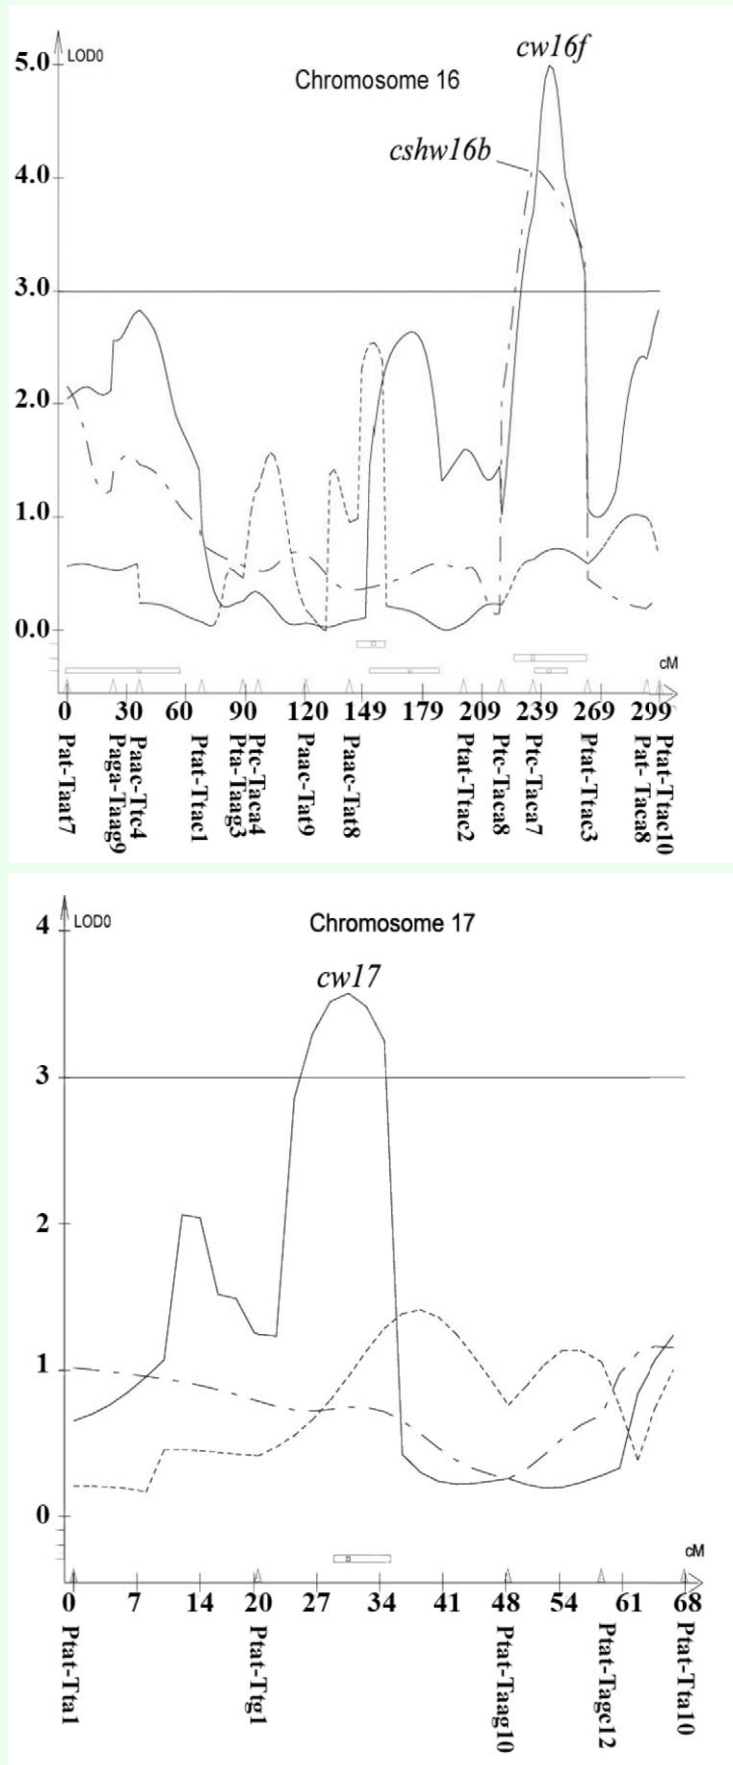 5.0
LOD0
cw16f
Chromosome 16
cshw16b
4.0
3.0
2.0
1.0
0.0
cM
0 30 60 90 120 149 179 209 239 269 299
Pat-Taat7
Paga-Taag9
Paac-Ttc4
Ptat-Ttac1
Pta-Taag3
Ptc-Taca4
Paac-Tat9
Paac-Tat8
Ptat-Ttac2
Ptc-Taca8
Ptc-Taca7
Ptat-Ttac3
Pat- Taca8
Ptat-Ttac10
4
LOD0
Chromosome 17
cw17
3
2
1
0
cM
0 7 14 20 27 34 41 48 54 61 68
Ptat-Tta1
Ptat-Ttg1
Ptat-Taag10
Ptat-Tagc12
Ptat-Tta10